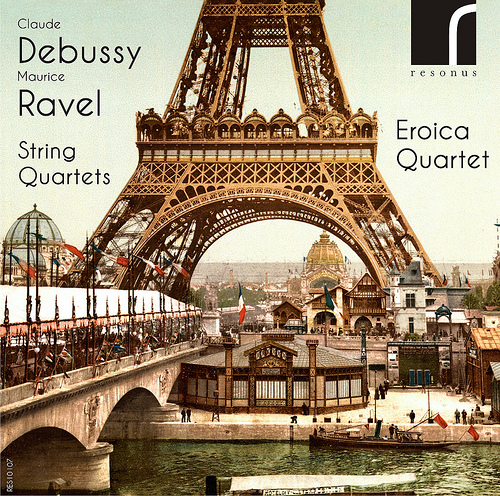 Claude
Debussy
Maurice
Ravel
String
Quartets
resonus
Eroica
Quartet
RES10107